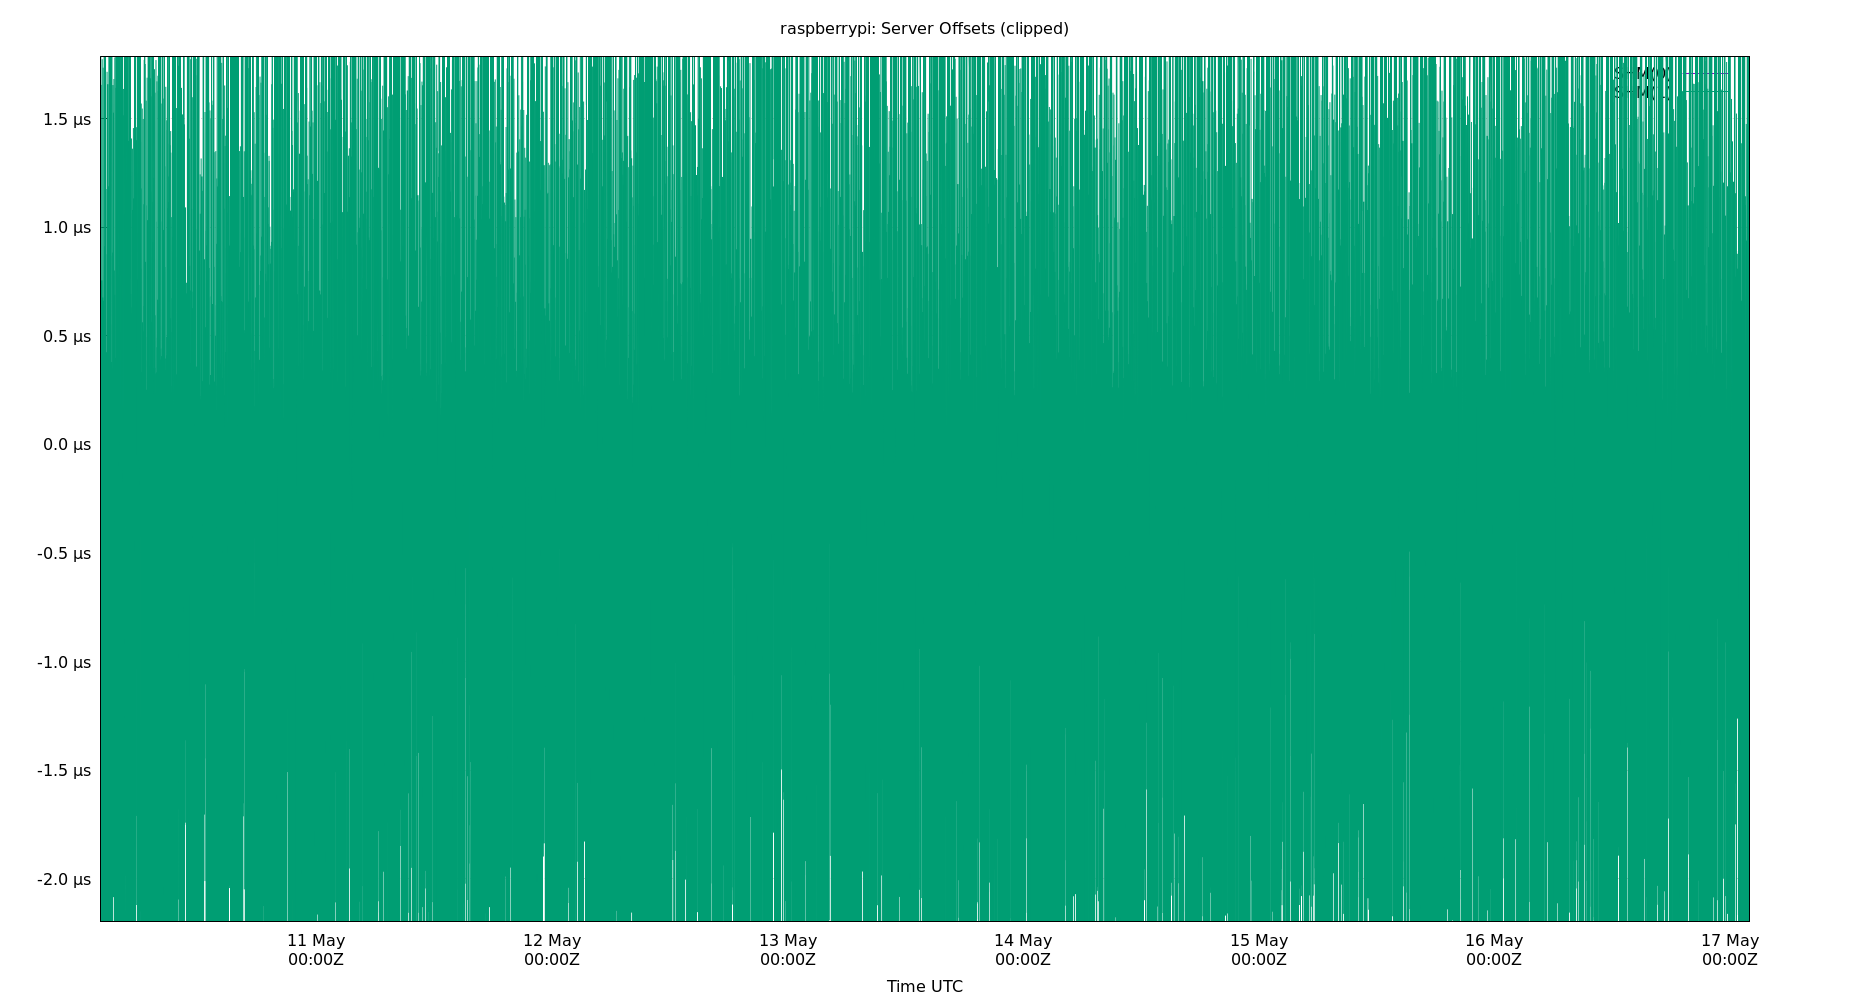 raspberrypi: Server Offsets (clipped)
SHM(0)
1.5 µs
1.0 µs
0.5 µs
0.0 µs
-0.5 µs
-1.0 µs
-1.5 µs
-2.0 µs
11 May 12 May 13 May 14 May 15 May 16 May 17 May
00:00Z 00:00Z 00:00Z 00:00Z 00:00Z 00:00Z 00:00Z
Time UTC